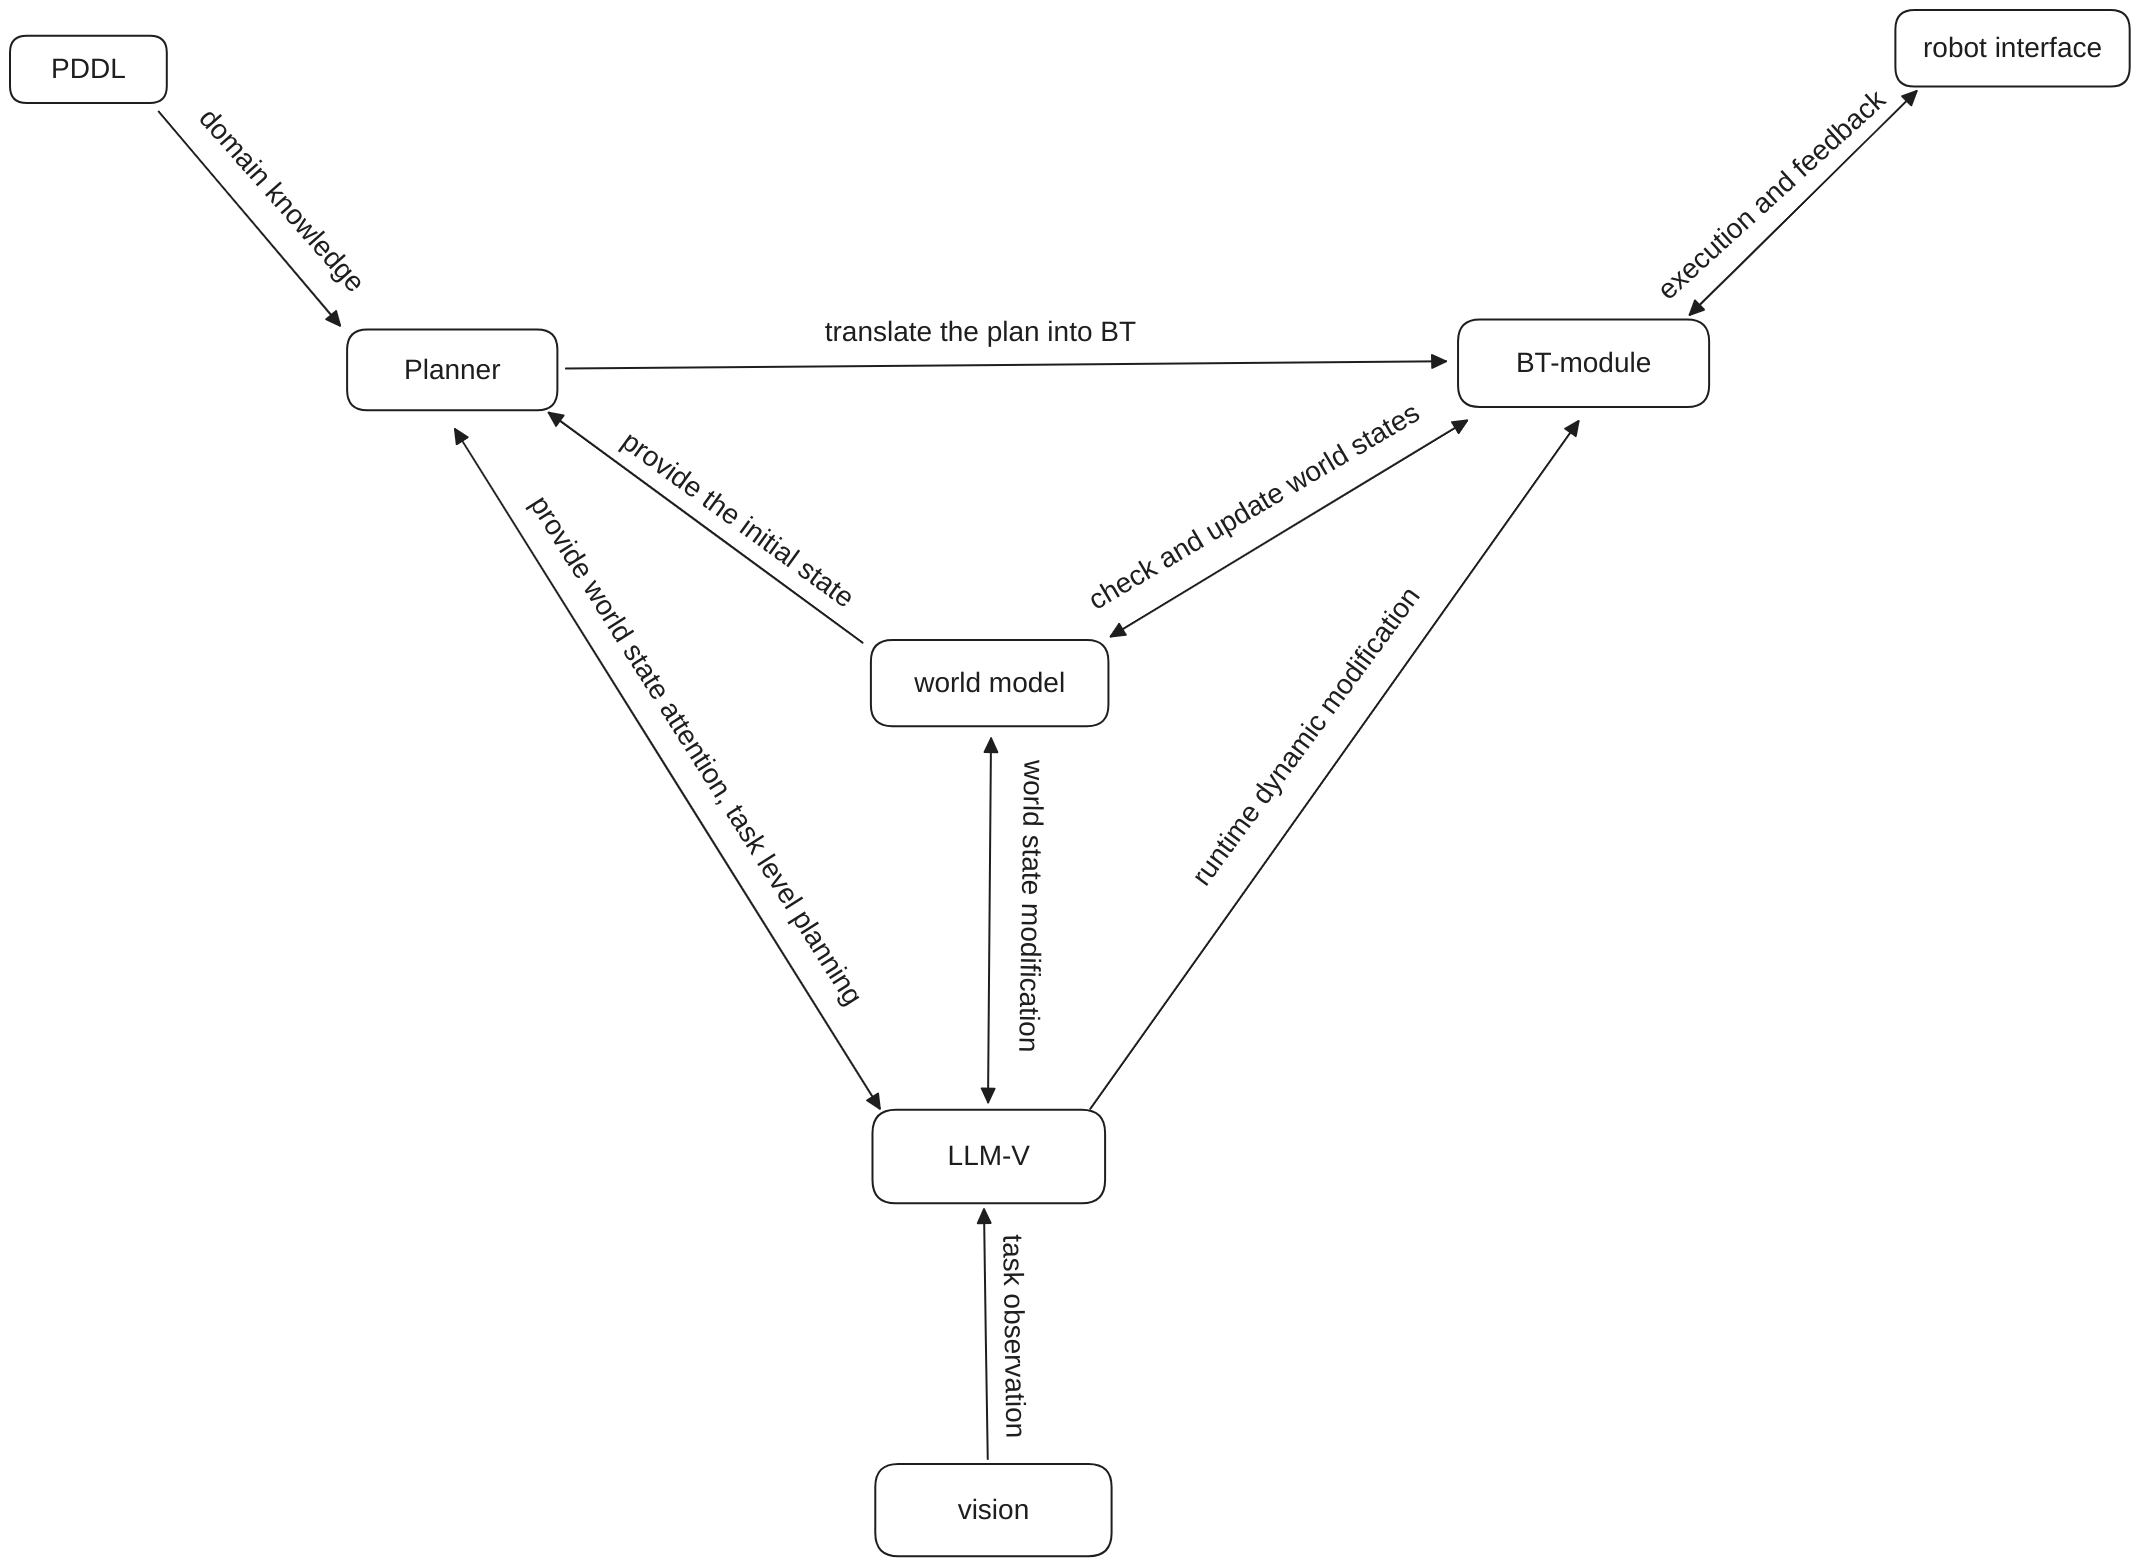 PDDL
robot interface
domain knowledge
execution and feedback
translate the plan into BT
Planner
BT-module
provide the initial state
check and update world states
provide world state attention, task level planning
world model
runtime dynamic modification
world state modification
LLM-V
task observation
vision